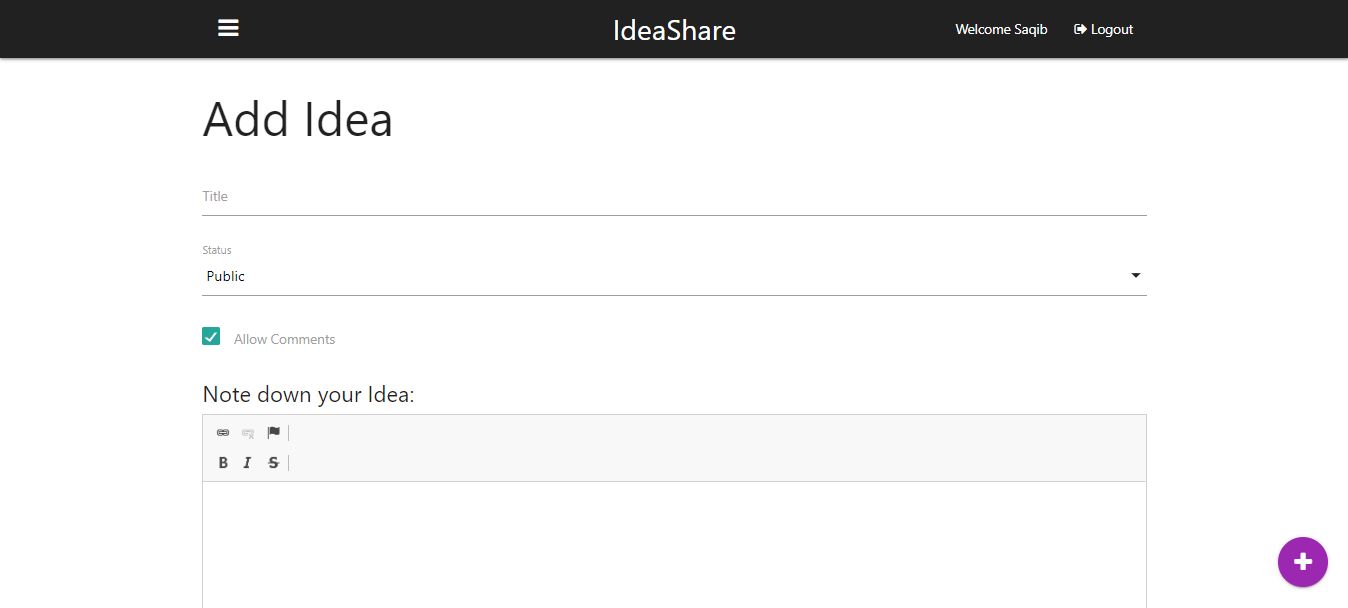 IdeaShare
Welcome Saqib Logout
Add Idea
Title
Status
Public
Allow Comments
Note down your Idea:
B I S